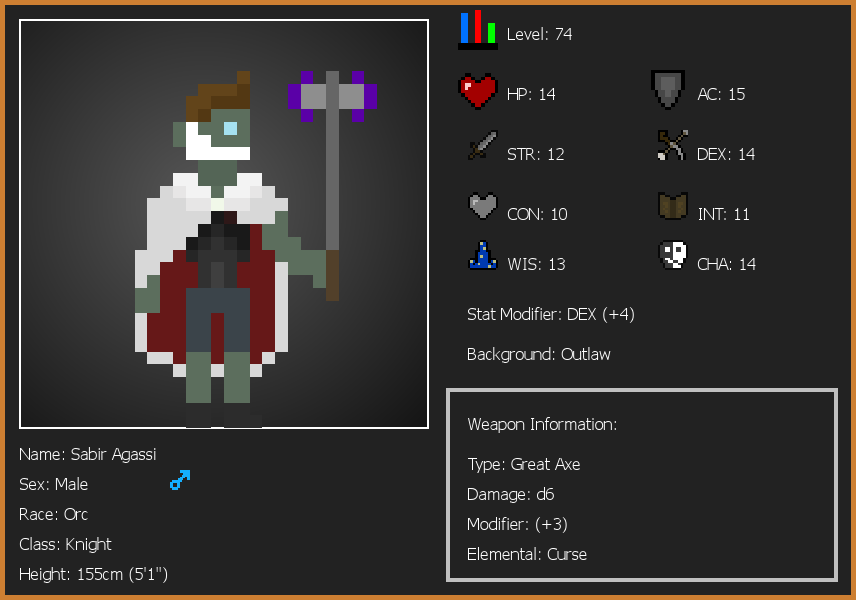 Level: 74
HP: 14
AC: 15
STR: 12
DEX: 14
CON: 10
INT: 11
WIS: 13
CHA: 14
Stat Modifier: DEX (+4)
Background: Outlaw
Name: Sabir Agassi
Sex: Male
Race: Orc
Class: Knight
Height: 155cm (5'1")
Weapon Information:
Type: Great Axe
Damage: d6
Modifier: (+3)
Elemental: Curse